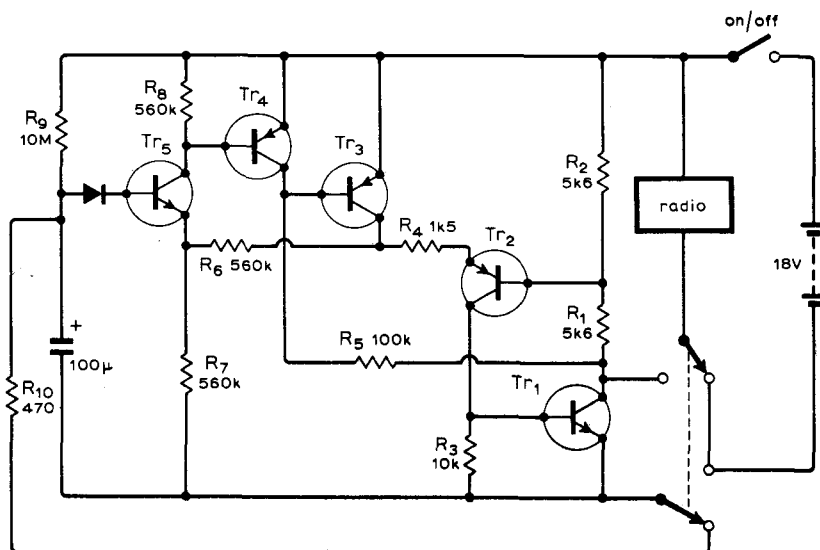 on/off
R8
560k
Tr4
R9
10M
Tr5
Tr3
R2
5k6
radio
R4 1k5
Tr2
R6 560k
18V
+
100μ
R1
5k6
R5 100k
R7
560k
Tr1
R10
470
R3
10k